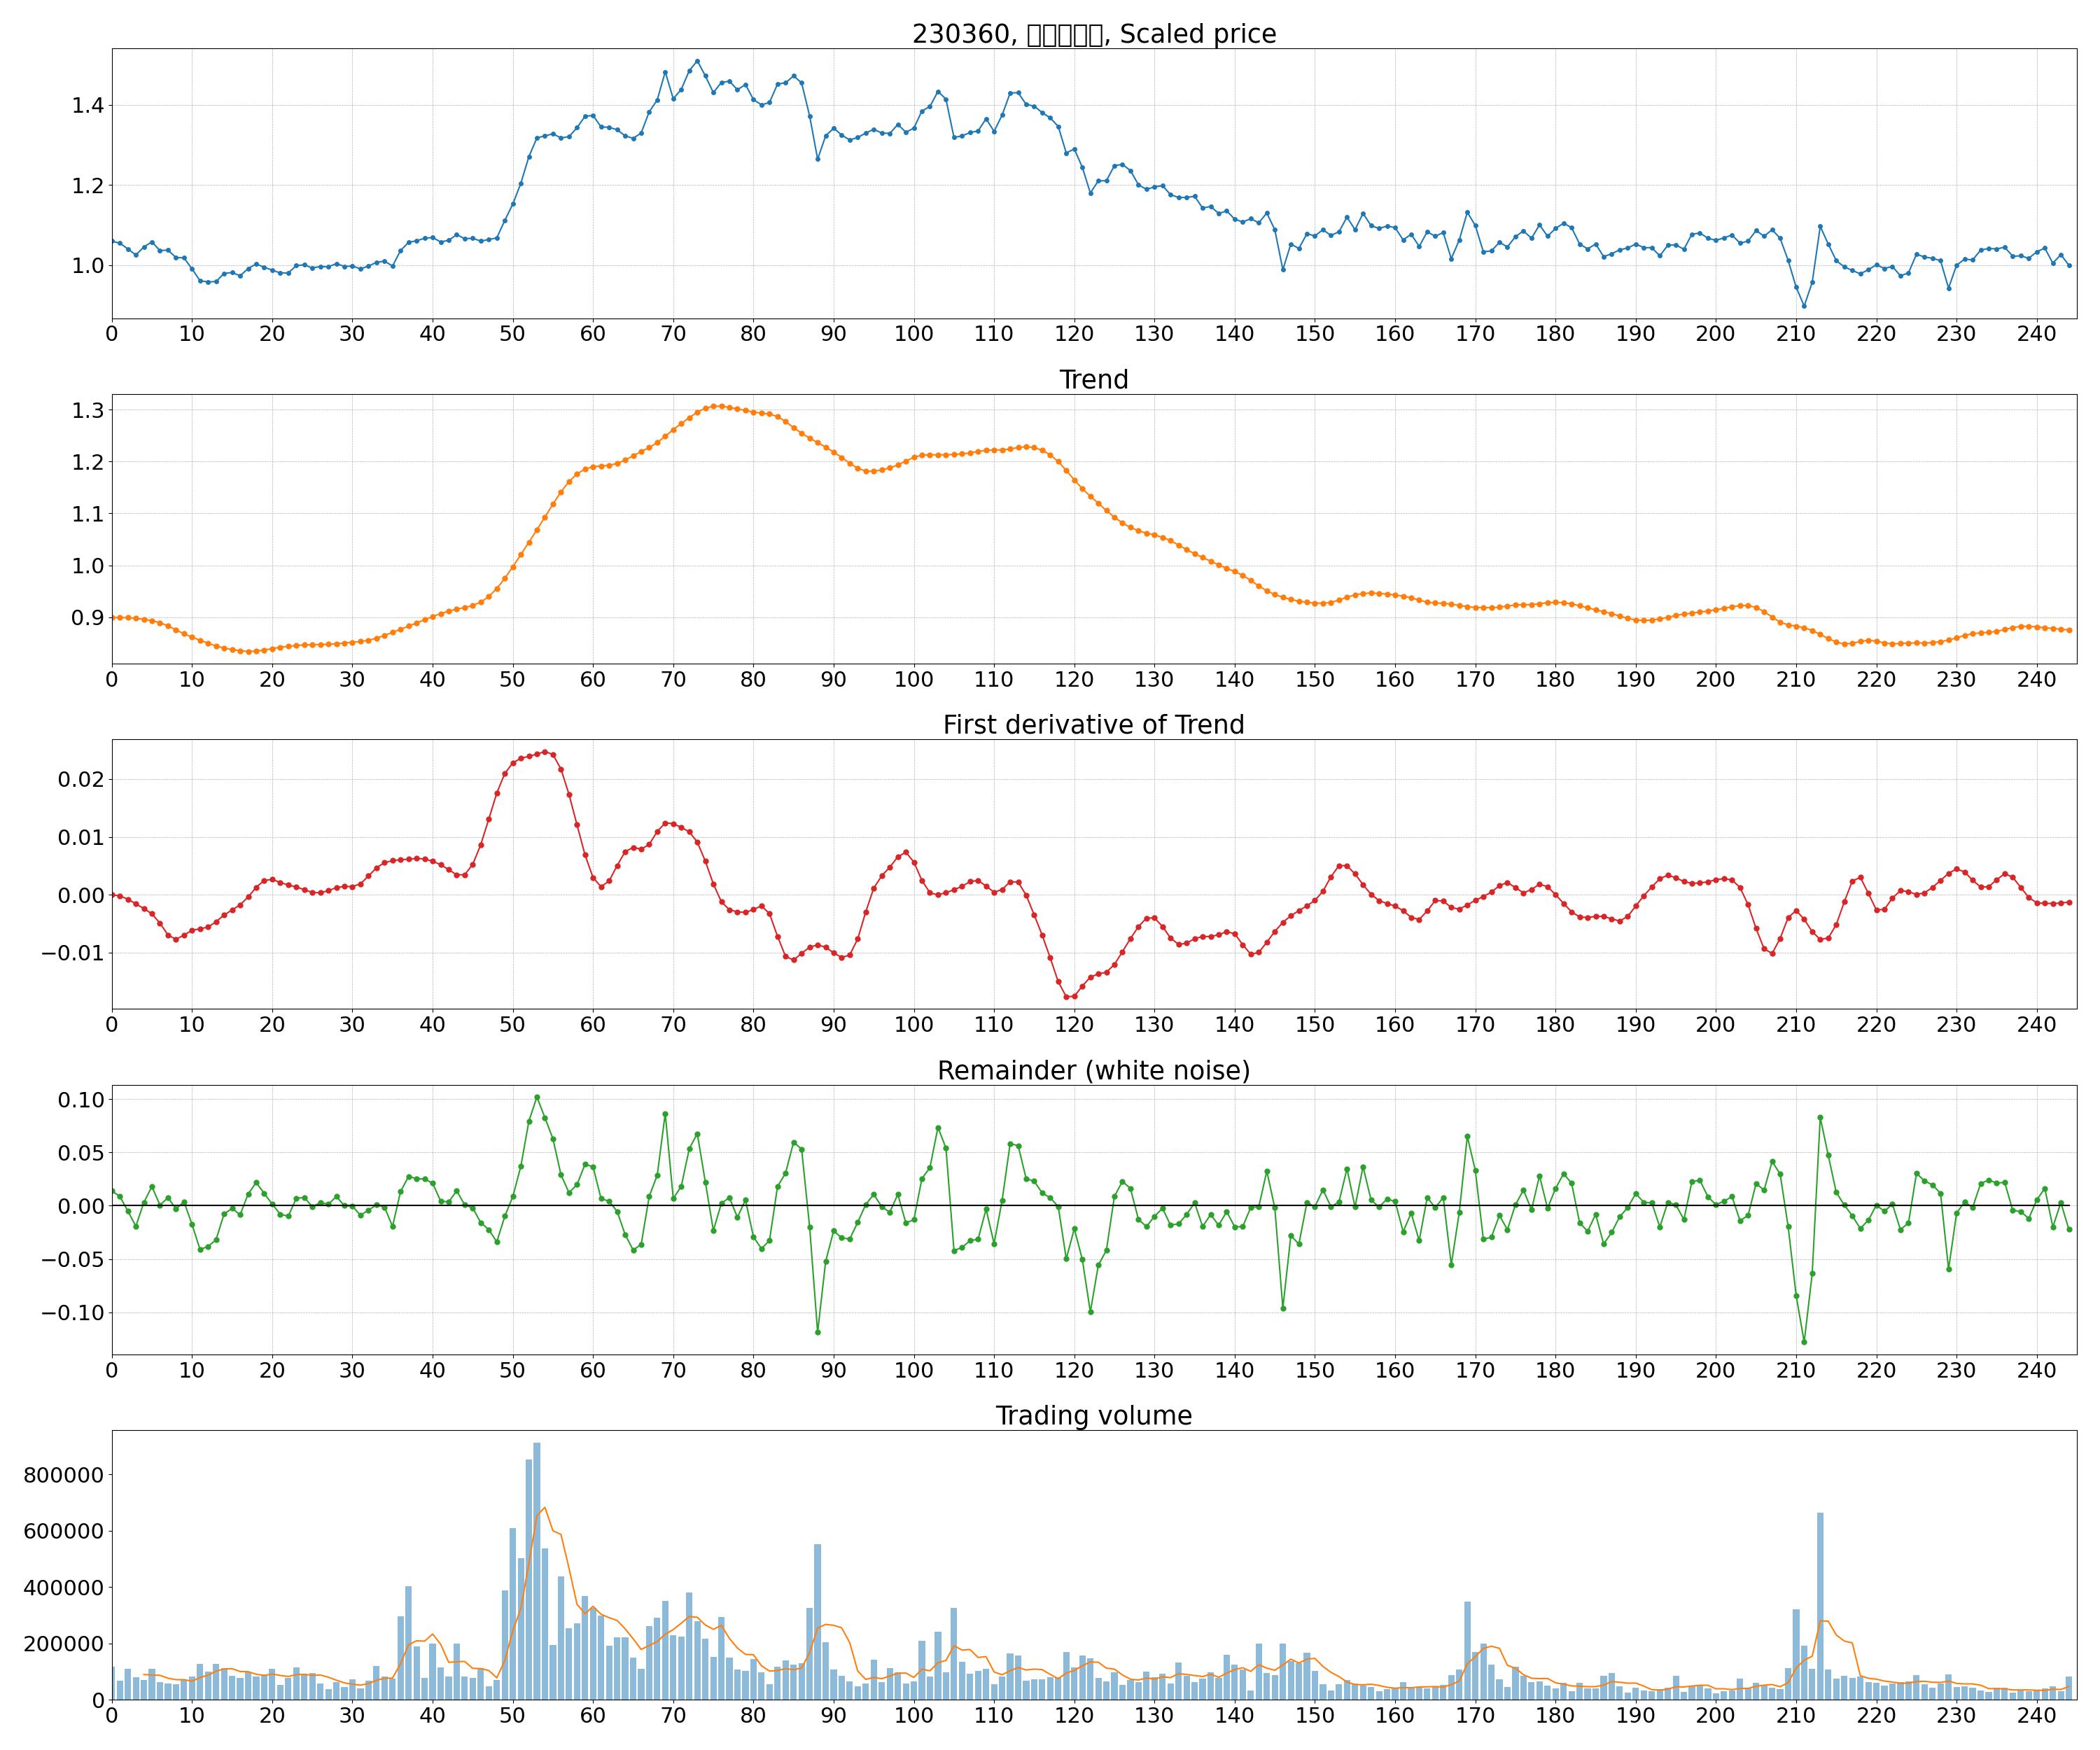 230360, □□□□□, Scaled price
1.4
1.2
1.0
0 10 20 30 40 50 60 70 80 90 100 110 120 130 140 150 160 170 180 190 200 210 220 230 240
Trend
1.3
1.2
1.1
1.0
0.9
0 10 20 30 40 50 60 70 80 90 100 110 120 130 140 150 160 170 180 190 200 210 220 230 240
First derivative of Trend
0.02
0.01
0.00
−0.01
0 10 20 30 40 50 60 70 80 90 100 110 120 130 140 150 160 170 180 190 200 210 220 230 240
Remainder (white noise)
0.10
0.05
0.00
−0.05
−0.10
0 10 20 30 40 50 60 70 80 90 100 110 120 130 140 150 160 170 180 190 200 210 220 230 240
Trading volume
800000
600000
400000
200000
0
0 10 20 30 40 50 60 70 80 90 100 110 120 130 140 150 160 170 180 190 200 210 220 230 240